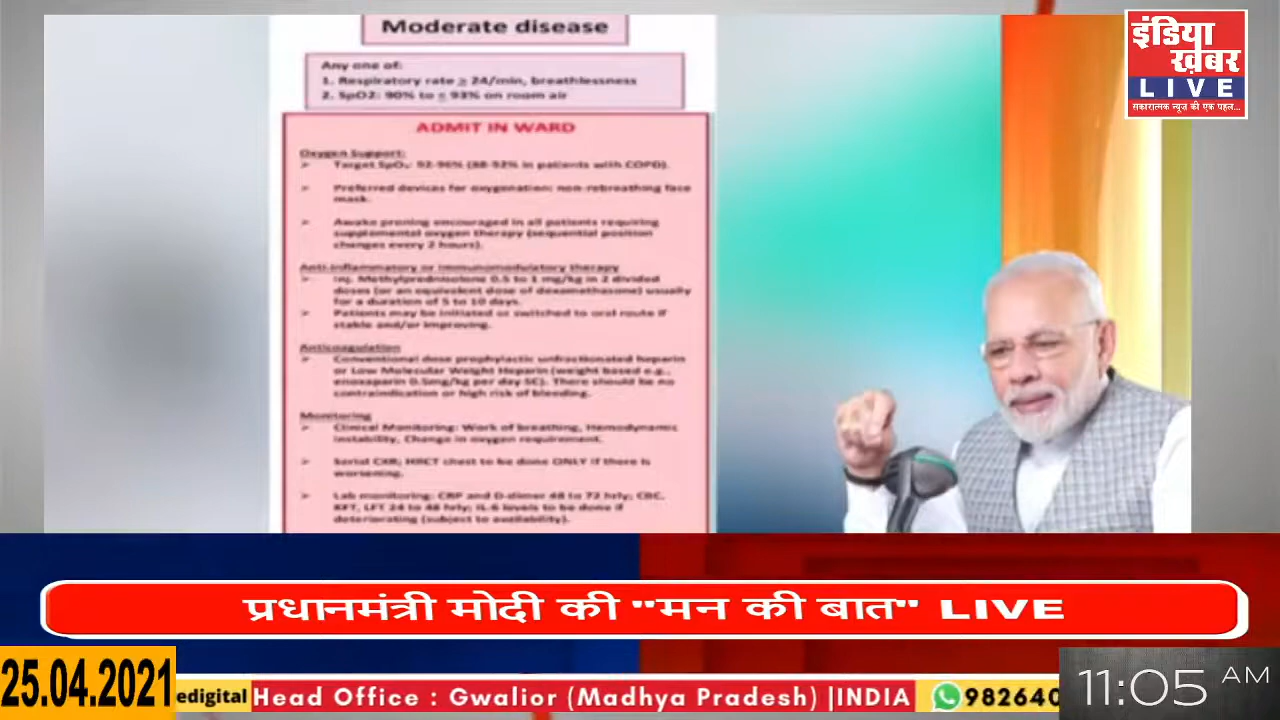 Moderate disease
Any one of:
1. Respiratory rate ≥ 24/min, breathlessness
2. SpO2: 90% to ≤ 93% on room air
ADMIT IN WARD
Oxygen Support:
➢ Target SpO₂: 92-96% (88-92% in patients with COPD).
➢ Preferred devices for oxygenation: non-rebreathing face
mask.
➢ Awake proning encouraged in all patients requiring
supplemental oxygen therapy (sequential position
changes every 2 hours).
Anti-inflammatory or immunomodulatory therapy
➢ Inj. Methylprednisolone 0.5 to 1 mg/kg in 2 divided
doses (or an equivalent dose of dexamethasone) usually
for a duration of 5 to 10 days.
➢ Patients may be initiated or switched to oral route if
stable and/or improving.
Anticoagulation
➢ Conventional dose prophylactic unfractionated heparin
or Low Molecular Weight Heparin (weight based e.g.,
enoxaparin 0.5mg/kg per day SC). There should be no
contraindication or high risk of bleeding.
Monitoring
➢ Clinical Monitoring: Work of breathing, Hemodynamic
instability, Change in oxygen requirement.
➢ Serial CXR; HRCT chest to be done ONLY if there is
worsening.
➢ Lab monitoring: CRP and D-dimer 48 to 72 hrly; CBC,
KFT, LFT 24 to 48 hrly; IL-6 levels to be done if
deteriorating (subject to availability).
इंडिया
ख़बर
LIVE
सकारात्मक न्यूज़ की एक पहल...
प्रधानमंत्री मोदी की "मन की बात" LIVE
25.04.2021
edigital Head Office : Gwalior (Madhya Pradesh) |INDIA 982640
11:05 AM